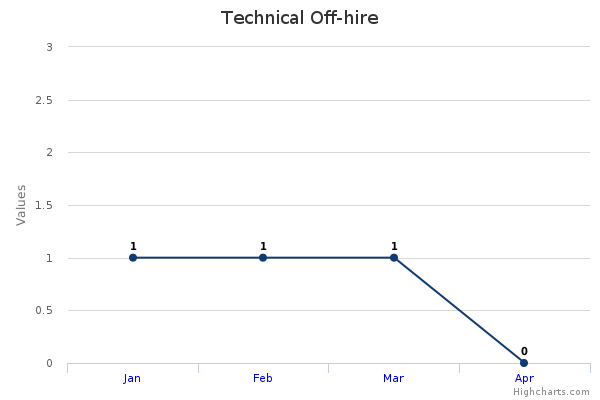 Technical Off-hire
3
2.5
2
1.5
1
0.5
0
Values
1
1
1
0
Jan
Feb
Mar
Apr
Highcharts.com